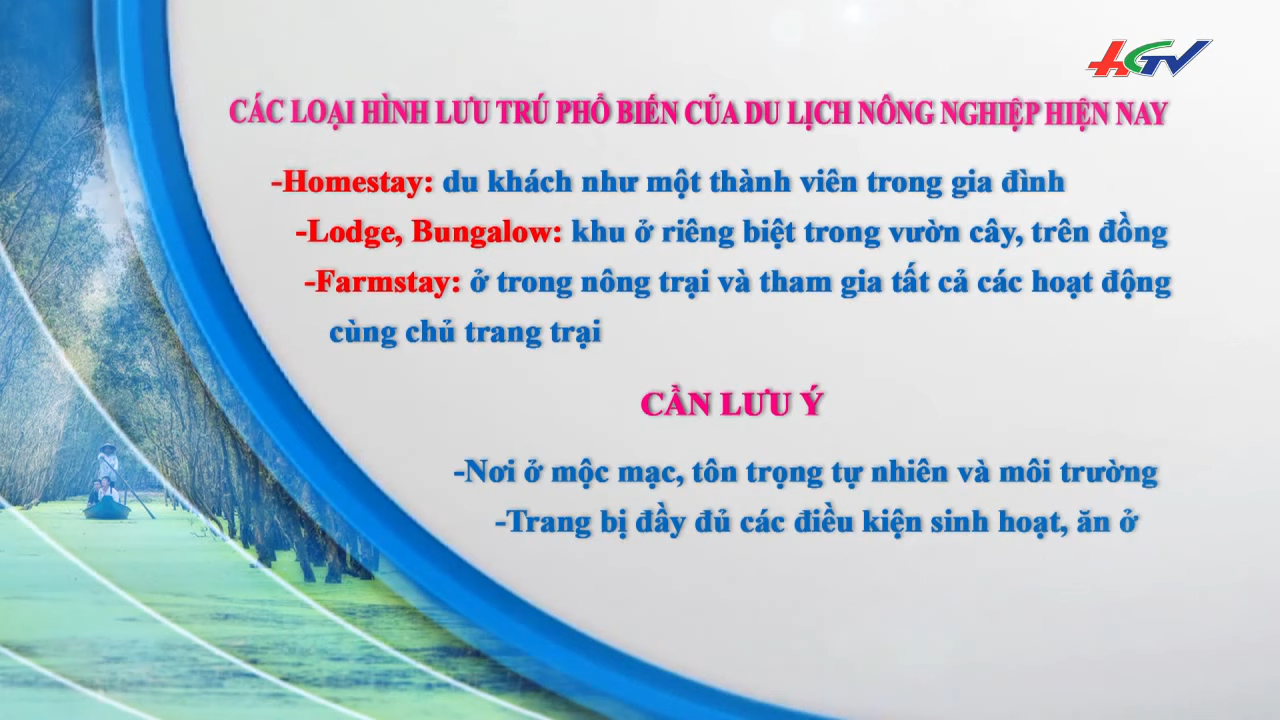 HGTV
CÁC LOẠI HÌNH LƯU TRÚ PHỔ BIẾN CỦA DU LỊCH NÔNG NGHIỆP HIỆN NAY
-Homestay: du khách như một thành viên trong gia đình
-Lodge, Bungalow: khu ở riêng biệt trong vườn cây, trên đồng
-Farmstay: ở trong nông trại và tham gia tất cả các hoạt động
cùng chủ trang trại
CẦN LƯU Ý
-Nơi ở mộc mạc, tôn trọng tự nhiên và môi trường
-Trang bị đầy đủ các điều kiện sinh hoạt, ăn ở